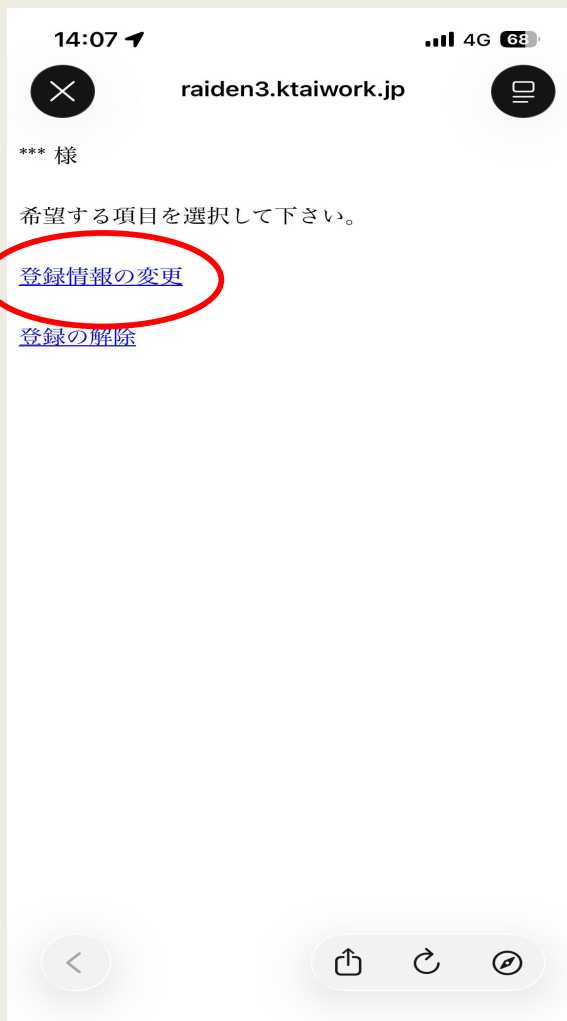 14:07
4G 68
raiden3.ktaiwork.jp
*** 様
希望する項目を選択して下さい。
登録情報の変更
登録の解除